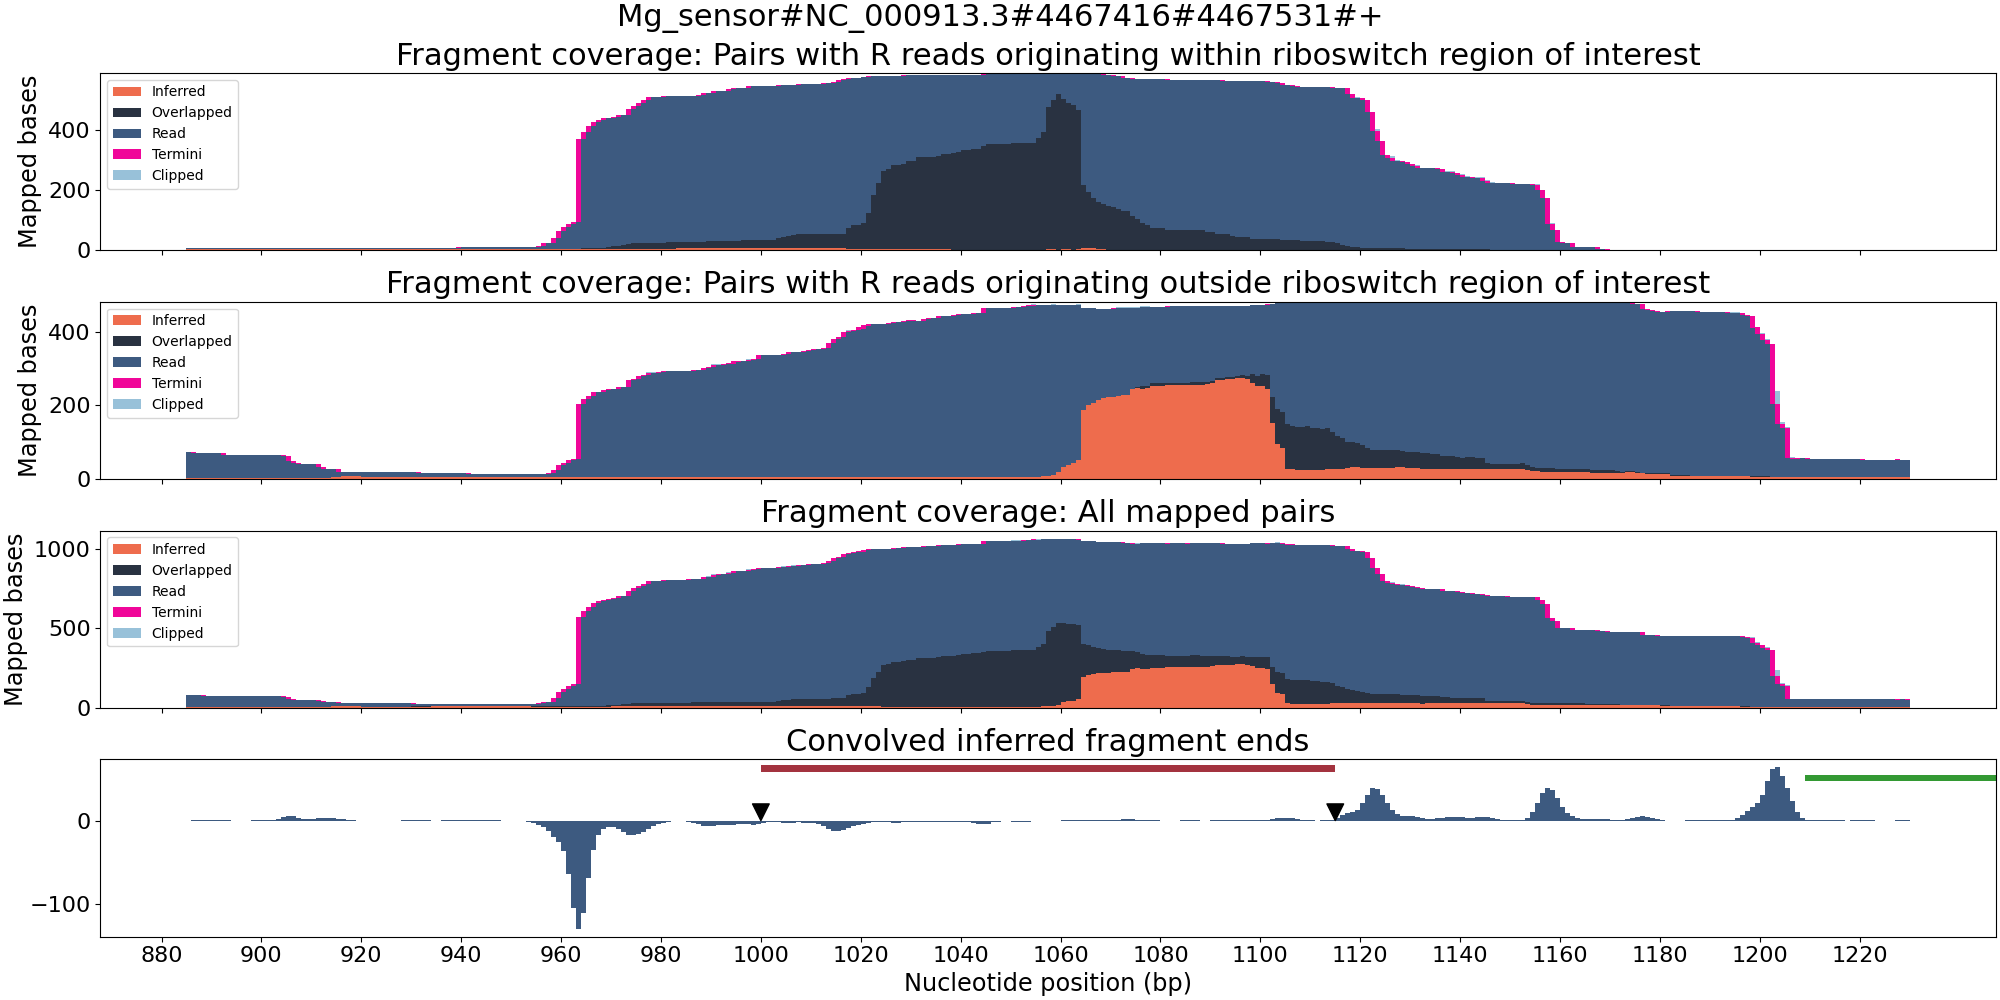 Mg_sensor#NC_000913.3#4467416#4467531#+
Fragment coverage: Pairs with R reads originating within riboswitch region of interest
Mapped bases
400
200
0
Inferred
Overlapped
Read
Termini
Clipped
Fragment coverage: Pairs with R reads originating outside riboswitch region of interest
Mapped bases
400
200
0
Inferred
Overlapped
Read
Termini
Clipped
Fragment coverage: All mapped pairs
Mapped bases
1000
500
0
Inferred
Overlapped
Read
Termini
Clipped
Convolved inferred fragment ends
0
−100
880 900 920 940 960 980 1000 1020 1040 1060 1080 1100 1120 1140 1160 1180 1200 1220
Nucleotide position (bp)